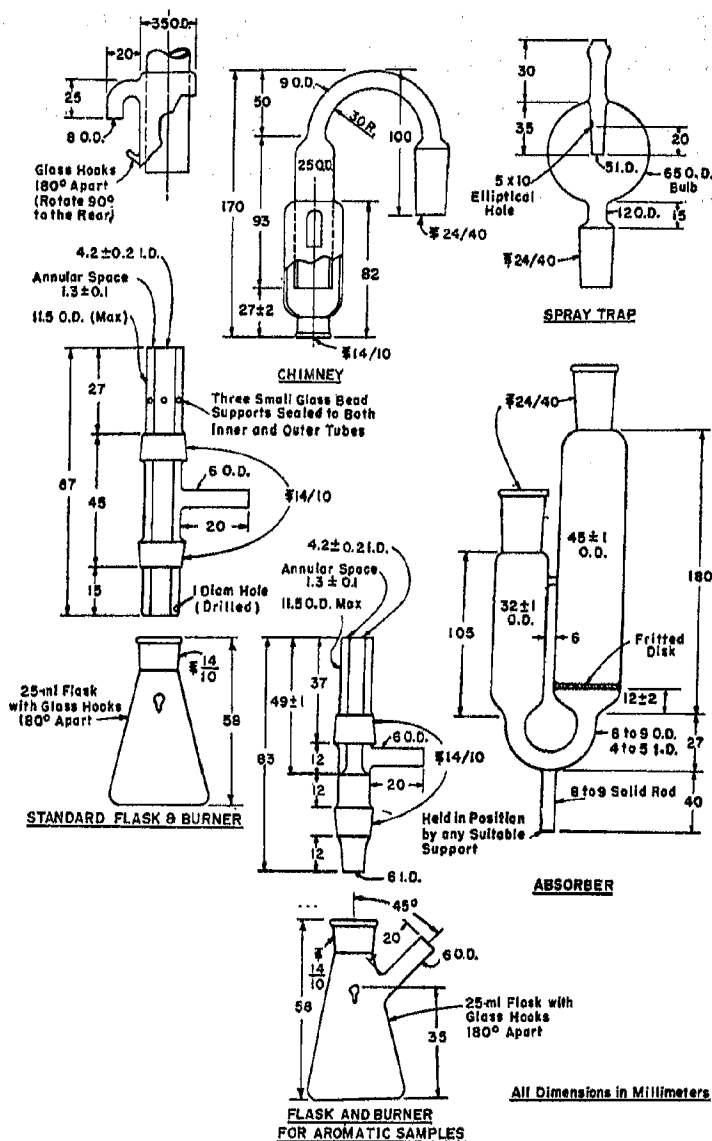 35 O.D.
20
25
8 O.D.
Glass Hooks
180° Apart
(Rotate 90°
to the Rear)
9 O.D.
50
30 R.
100
25 O.D.
170
93
82
24/40
27±2
14/10
CHIMNEY
30
35
20
5 I.D.
5 x 10
Elliptical
Hole
65 O.D.
Bulb
12 O.D.
15
24/40
SPRAY TRAP
4.2±0.2 I.D.
Annular Space
1.3±0.1
11.5 O.D. (Max)
27
Three Small Glass Bead
Supports Sealed to Both
Inner and Outer Tubes
87
45
6 O.D.
14/10
20
15
1 Diam Hole
(Drilled)
14
10
25-ml Flask
with Glass Hooks
180° Apart
58
STANDARD FLASK & BURNER
4.2±0.2 I.D.
Annular Space
1.3±0.1
11.5 O.D. Max
37
49±1
83
6 O.D.
14/10
12
20
12
12
6 I.D.
24/40
45±1
O.D.
180
32±1
O.D.
105
6
Fritted
Disk
12±2
8 to 9 O.D.
4 to 5 I.D.
27
8 to 9 Solid Rod
40
Held in Position
by any Suitable
Support
ABSORBER
45°
20
6 O.D.
14
10
58
25-ml Flask with
Glass Hooks
180° Apart
35
FLASK AND BURNER
FOR AROMATIC SAMPLES
All Dimensions in Millimeters